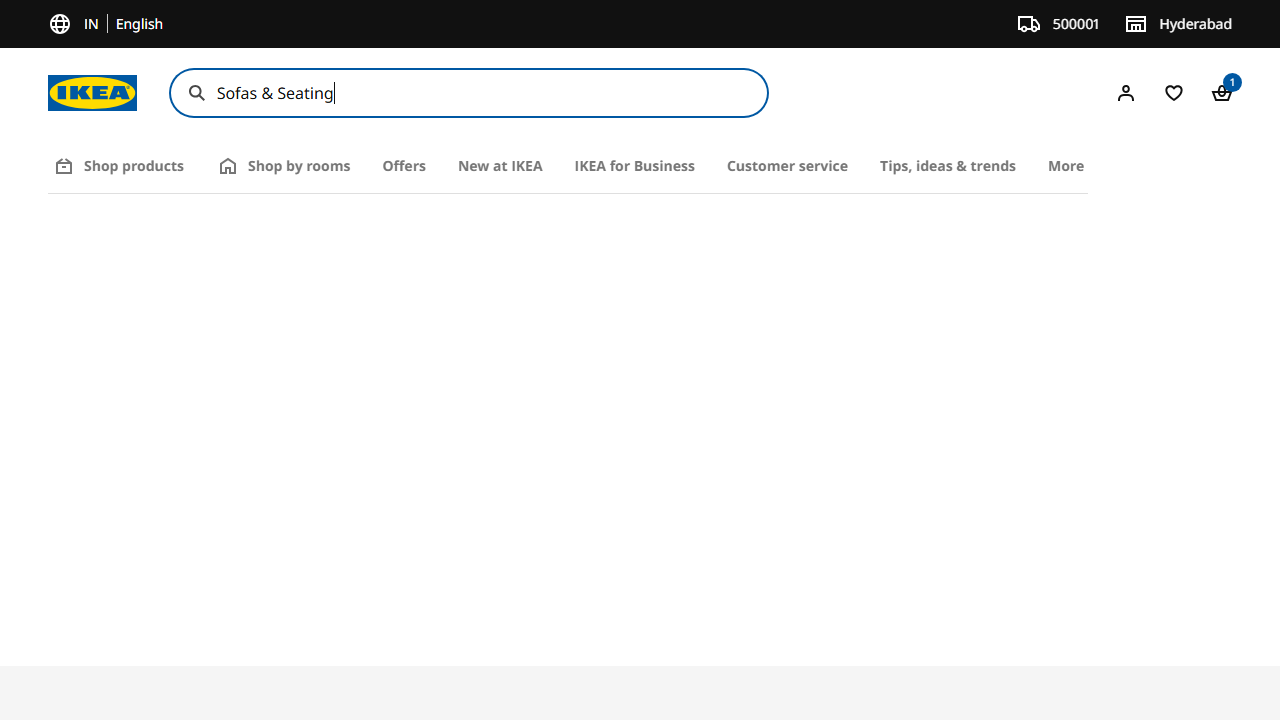 IN English 500001 Hyderabad
IKEA Sofas & Seating 1
Shop products Shop by rooms Offers New at IKEA IKEA for Business Customer service Tips, ideas & trends More